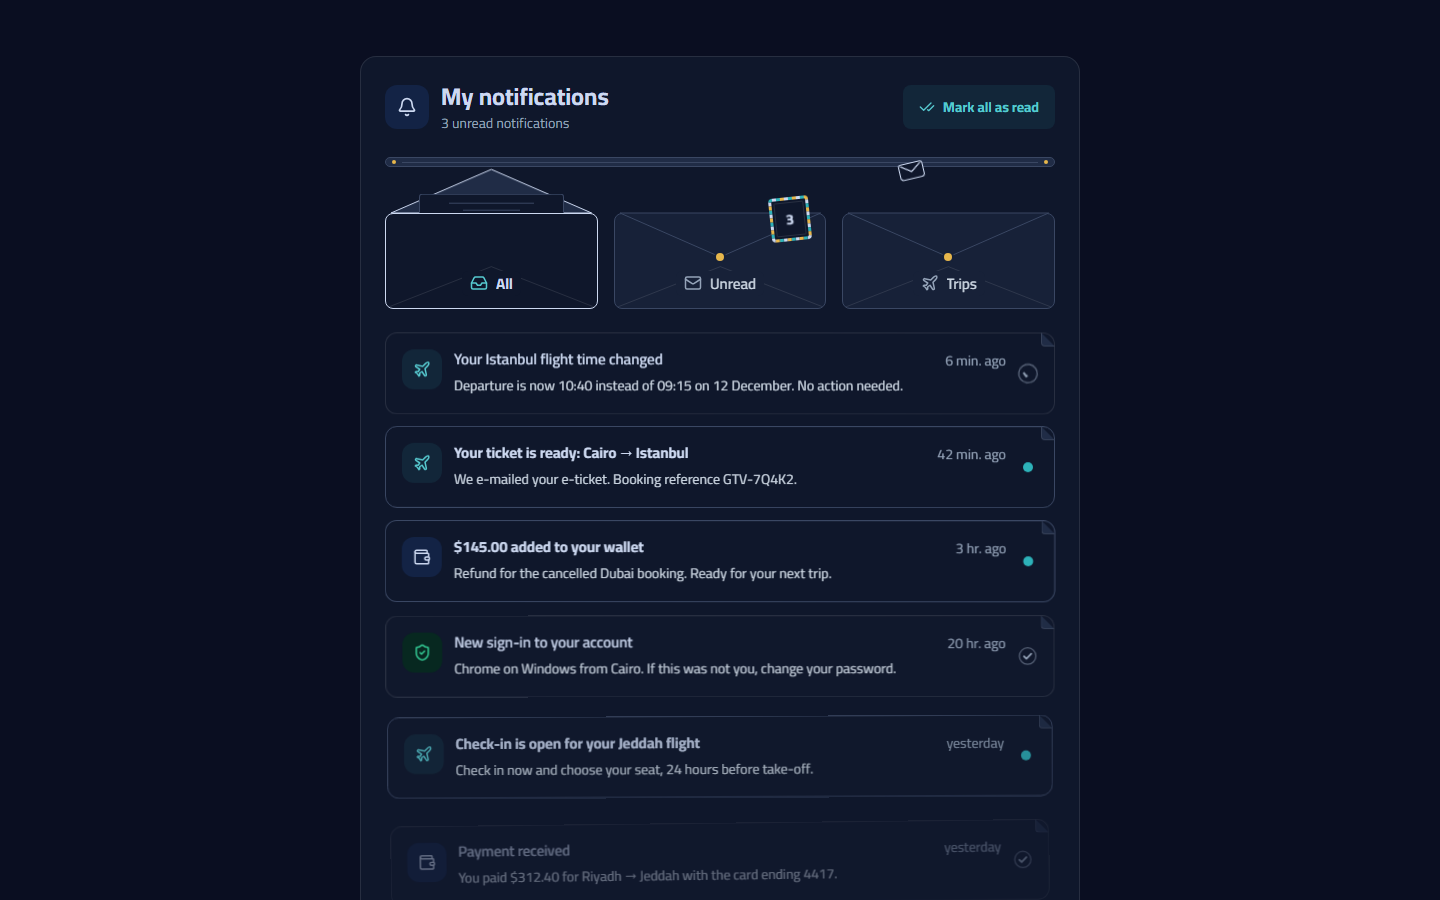 My notifications
3 unread notifications
Mark all as read
3
All
Unread
Trips
Your Istanbul flight time changed
6 min. ago
Departure is now 10:40 instead of 09:15 on 12 December. No action needed.
Your ticket is ready: Cairo → Istanbul
42 min. ago
We e-mailed your e-ticket. Booking reference GTV-7Q4K2.
$145.00 added to your wallet
3 hr. ago
Refund for the cancelled Dubai booking. Ready for your next trip.
New sign-in to your account
20 hr. ago
Chrome on Windows from Cairo. If this was not you, change your password.
Check-in is open for your Jeddah flight
yesterday
Check in now and choose your seat, 24 hours before take-off.
Payment received
yesterday
You paid $312.40 for Riyadh → Jeddah with the card ending 4417.